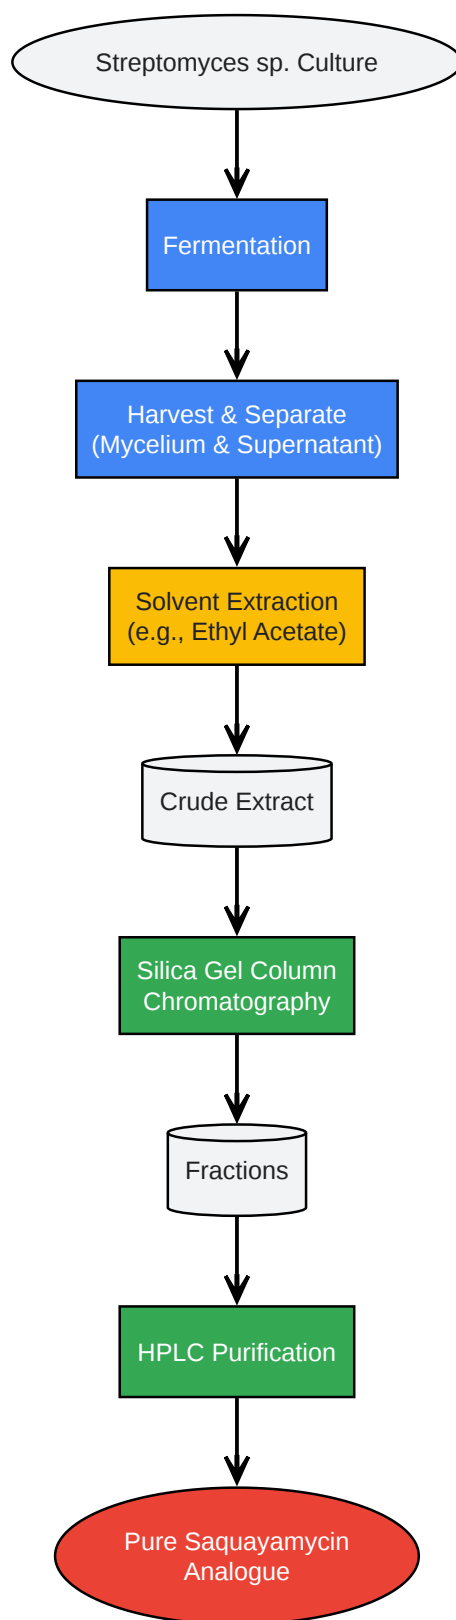 Streptomyces sp. Culture
Fermentation
Harvest & Separate
(Mycelium & Supernatant)
Solvent Extraction
(e.g., Ethyl Acetate)
Crude Extract
Silica Gel Column
Chromatography
Fractions
HPLC Purification
Pure Saquayamycin
Analogue